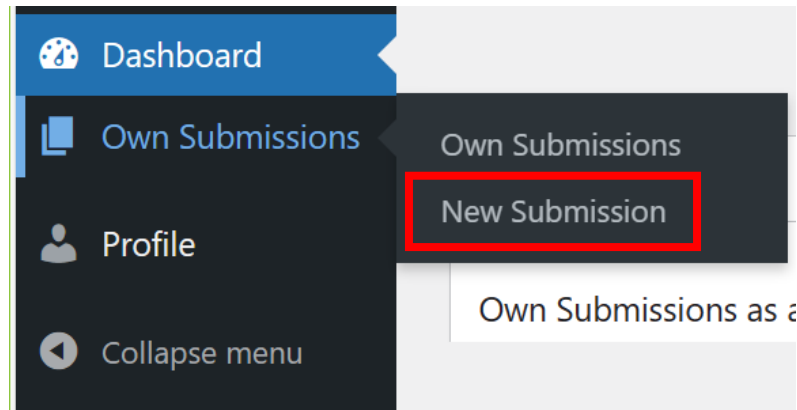 Dashboard
Own Submissions
Own Submissions
New Submission
Profile
Own Submissions as a
Collapse menu